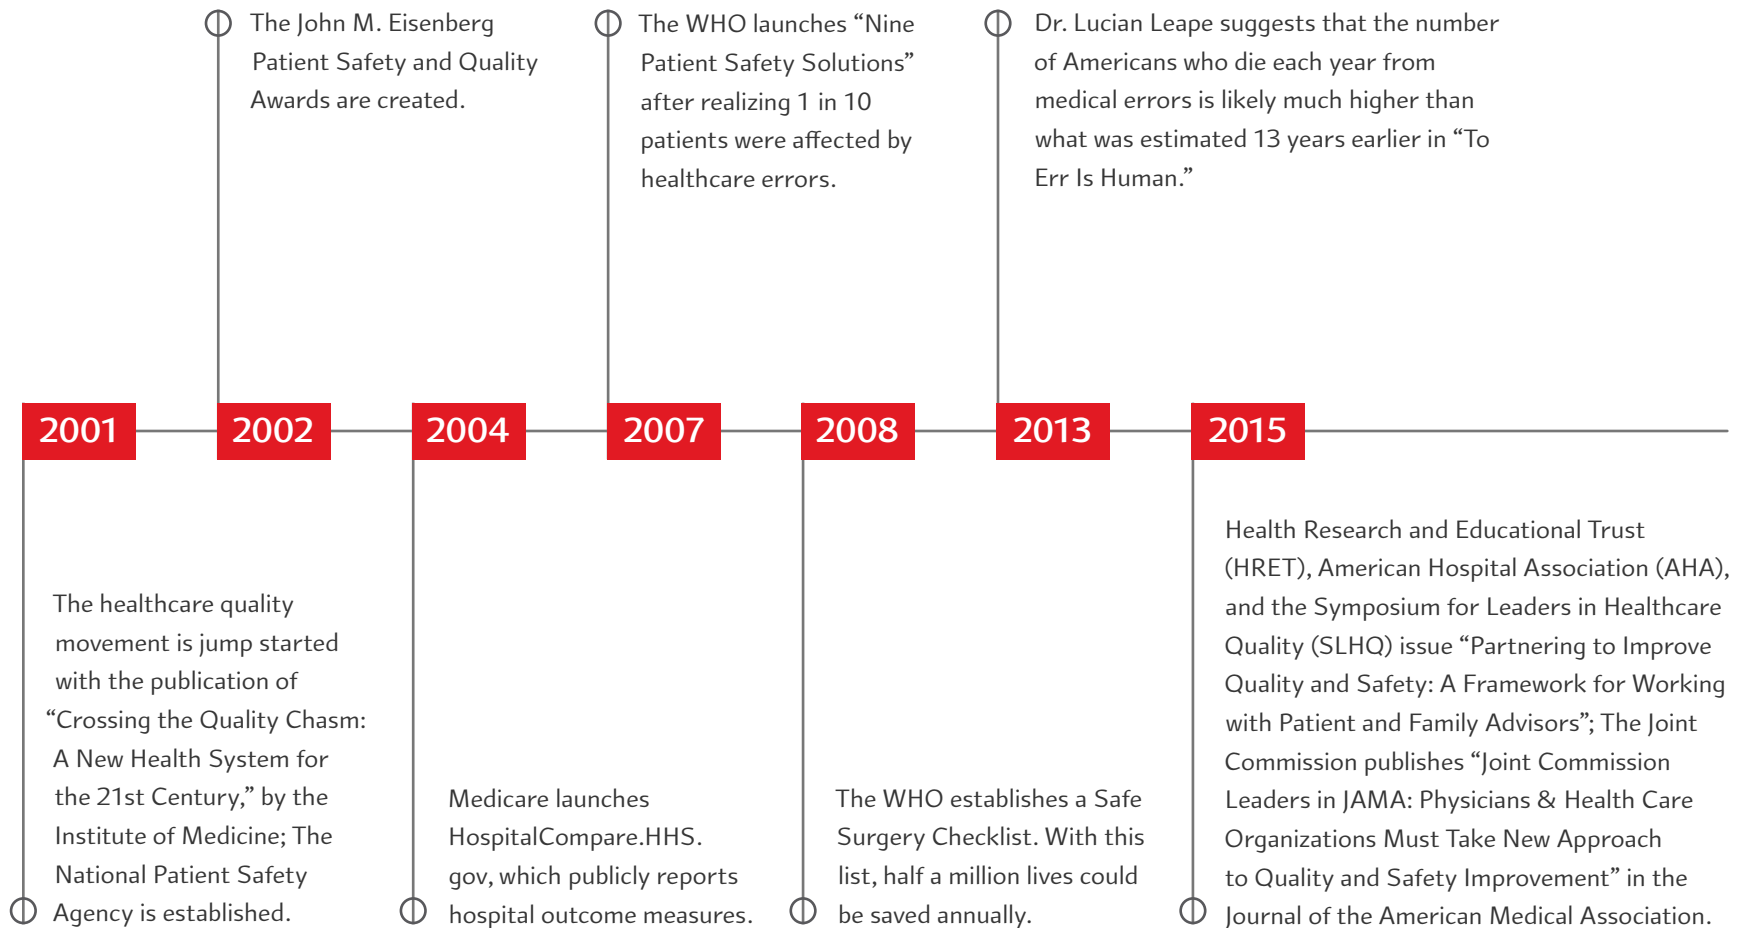 The John M. Eisenberg
Patient Safety and Quality
Awards are created.
The WHO launches “Nine
Patient Safety Solutions”
after realizing 1 in 10
patients were affected by
healthcare errors.
Dr. Lucian Leape suggests that the number
of Americans who die each year from
medical errors is likely much higher than
what was estimated 13 years earlier in “To
Err Is Human.”
2001
2002
2004
2007
2008
2013
2015
The healthcare quality
movement is jump started
with the publication of
“Crossing the Quality Chasm:
A New Health System for
the 21st Century,” by the
Institute of Medicine; The
National Patient Safety
Agency is established.
Medicare launches
HospitalCompare.HHS.
gov, which publicly reports
hospital outcome measures.
The WHO establishes a Safe
Surgery Checklist. With this
list, half a million lives could
be saved annually.
Health Research and Educational Trust
(HRET), American Hospital Association (AHA),
and the Symposium for Leaders in Healthcare
Quality (SLHQ) issue “Partnering to Improve
Quality and Safety: A Framework for Working
with Patient and Family Advisors”; The Joint
Commission publishes “Joint Commission
Leaders in JAMA: Physicians & Health Care
Organizations Must Take New Approach
to Quality and Safety Improvement” in the
Journal of the American Medical Association.